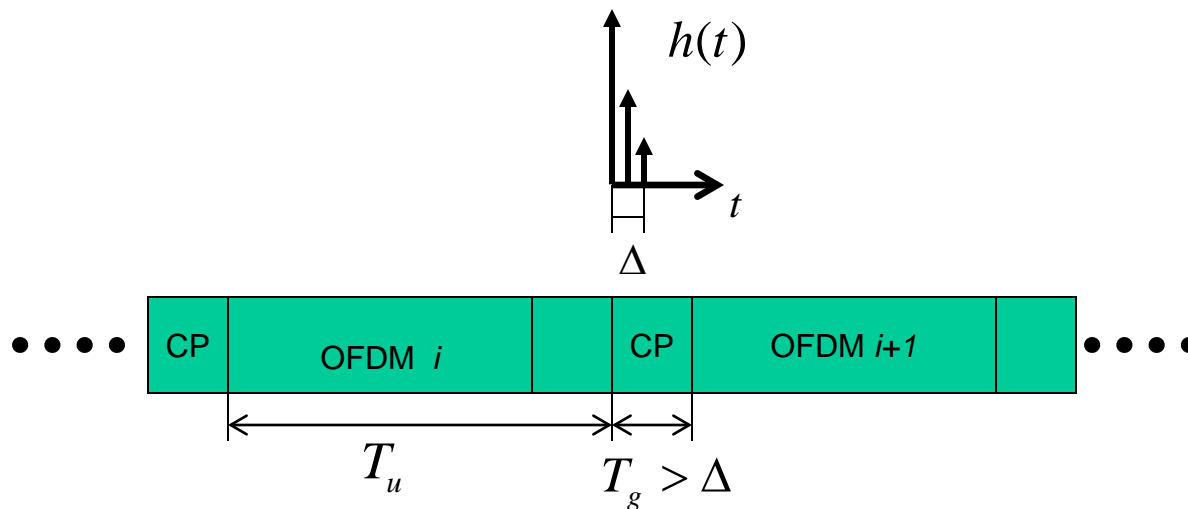 h(t)
t
Δ
CP OFDM i CP OFDM i+1
T_u T_g > Δ